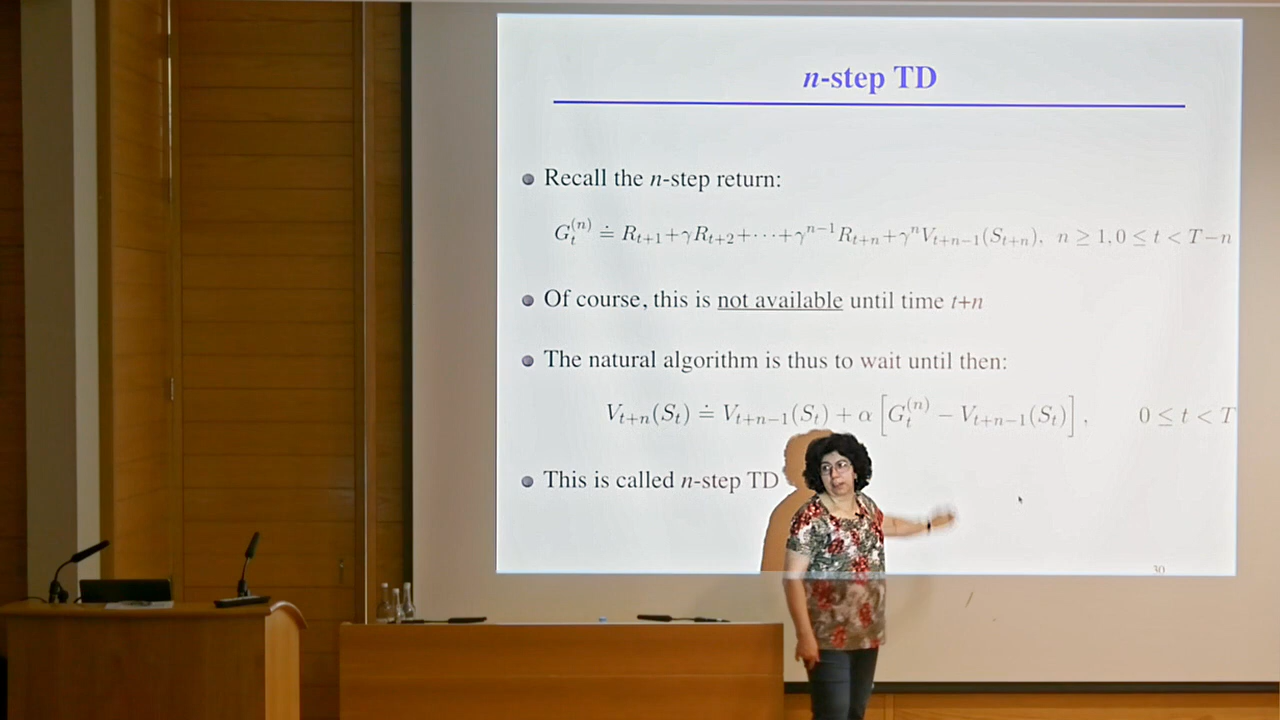 n-step TD
Recall the n-step return:
G_t^{(n)} ≐ R_{t+1} + γR_{t+2} + ⋯ + γ^{n−1}R_{t+n} + γ^n V_{t+n−1}(S_{t+n}), n ≥ 1, 0 ≤ t < T−n
Of course, this is not available until time t+n
The natural algorithm is thus to wait until then:
V_{t+n}(S_t) ≐ V_{t+n−1}(S_t) + α [G_t^{(n)} − V_{t+n−1}(S_t)], 0 ≤ t < T
This is called n-step TD